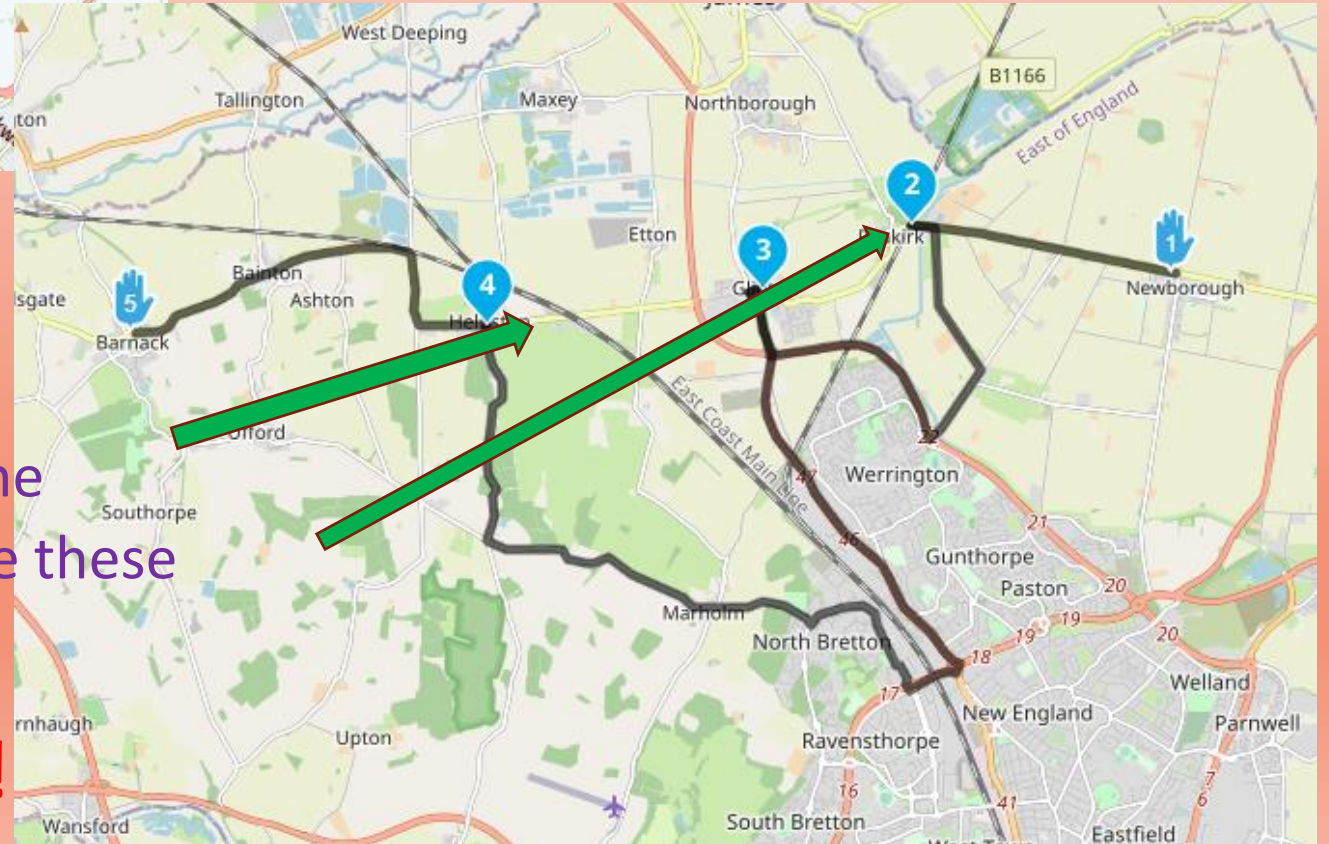 West Deeping
B1166
Tallington
Maxey
Northborough
East of England
2
Etton
3
1
Bainton
4
Newborough
5
Ashton
Barnack
East Coast Main Line
Ufford
22
47
Werrington
Southorpe
these
21
46
Gunthorpe
Paston
20
Marholm
19
19
North Bretton
18
20
17
Welland
New England
Parnwell
Upton
Ravensthorpe
!
16
41
7
6
Wansford
South Bretton
Eastfield